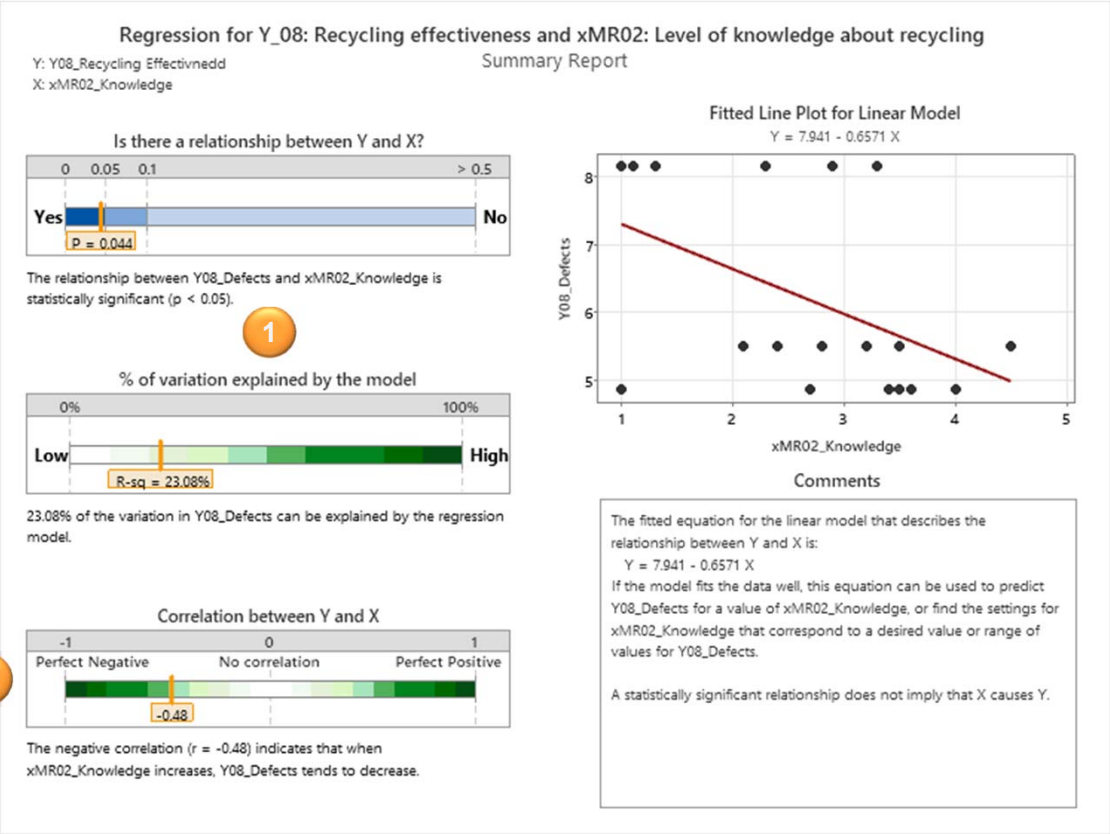 Regression for Y_08: Recycling effectiveness and xMR02: Level of knowledge about recycling
Summary Report
Y: Y08_Recycling Effectivnedd
X: xMR02_Knowledge
Is there a relationship between Y and X?
0 0.05 0.1 > 0.5
Yes No
P = 0.044
The relationship between Y08_Defects and xMR02_Knowledge is
statistically significant (p < 0.05).
1
% of variation explained by the model
0% 100%
Low High
R-sq = 23.08%
23.08% of the variation in Y08_Defects can be explained by the regression
model.
Correlation between Y and X
-1 0 1
Perfect Negative No correlation Perfect Positive
-0.48
The negative correlation (r = -0.48) indicates that when
xMR02_Knowledge increases, Y08_Defects tends to decrease.
Fitted Line Plot for Linear Model
Y = 7.941 - 0.6571 X
8
7
6
5
Y08_Defects
1 2 3 4 5
xMR02_Knowledge
Comments
The fitted equation for the linear model that describes the
relationship between Y and X is:
Y = 7.941 - 0.6571 X
If the model fits the data well, this equation can be used to predict
Y08_Defects for a value of xMR02_Knowledge, or find the settings for
xMR02_Knowledge that correspond to a desired value or range of
values for Y08_Defects.
A statistically significant relationship does not imply that X causes Y.